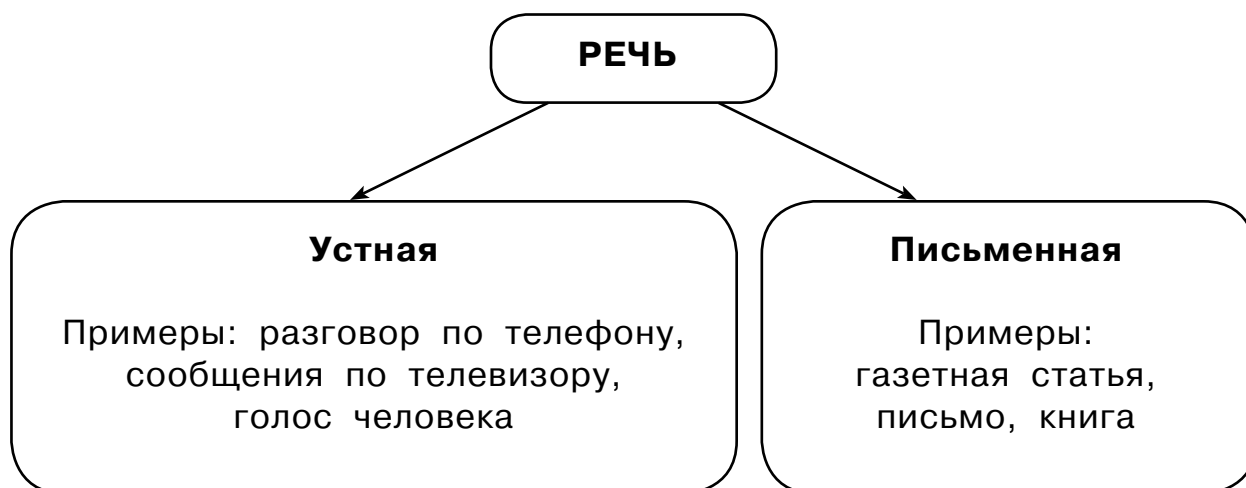 РЕЧЬ
Устная
Примеры: разговор по телефону,
сообщения по телевизору,
голос человека
Письменная
Примеры:
газетная статья,
письмо, книга